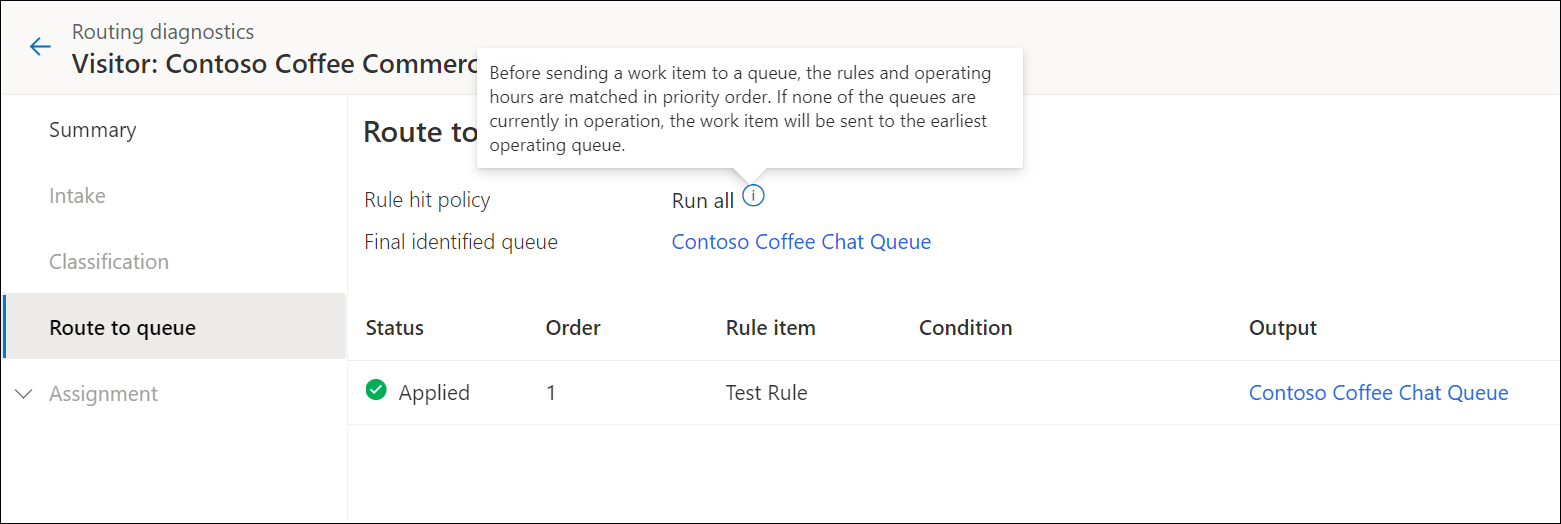 Routing diagnostics
Visitor: Contoso Coffee Commerc
Before sending a work item to a queue, the rules and operating
hours are matched in priority order. If none of the queues are
currently in operation, the work item will be sent to the earliest
operating queue.
Summary
Intake
Classification
Route to queue
Assignment
Route to
Rule hit policy
Run all
Final identified queue
Contoso Coffee Chat Queue
Status Order Rule item Condition Output
Applied 1 Test Rule Contoso Coffee Chat Queue